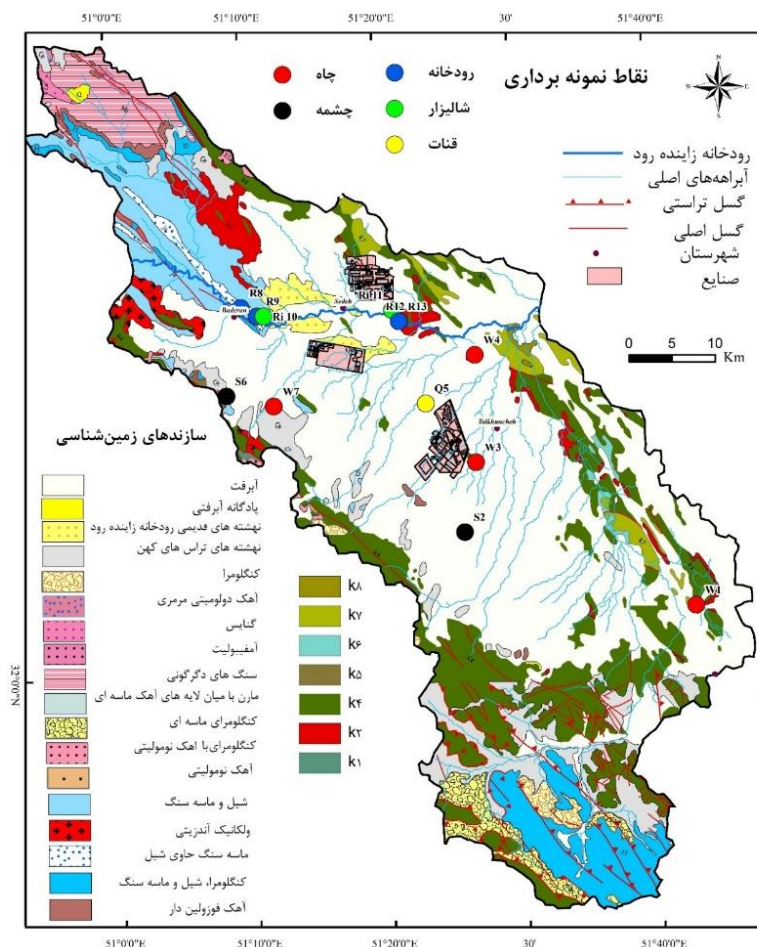 51°0'0"E 51°10'0"E 51°20'0"E 30' 51°40'0"E
نقاط نمونه برداری
چاه
رودخانه
چشمه
شالیزار
قنات
رودخانه زاینده رود
آبراهه‌های اصلی
گسل تراستی
گسل اصلی
شهرستان
صنایع
0 5 10
Km
R8
R9
Ri 10
Baderan
Sedeh
Ri 11
R12 R13
W4
S6
W7
Q5
Talkhuncheh
W3
S2
W1
سازندهای زمین‌شناسی
آبرفت
پادگانه آبرفتی
نهشته های قدیمی رودخانه زاینده رود
نهشته های تراس های کهن
کنگلومرا
آهک دولومیتی مرمری
گنایس
آمفیبولیت
سنگ های دگرگونی
مارن با میان لایه های آهک ماسه ای
کنگلومرای ماسه ای
کنگلومرای با اهک نومولیتی
آهک نومولیتی
شیل و ماسه سنگ
ولکانیک آندزیتی
ماسه سنگ حاوی شیل
کنگلومرا، شیل و ماسه سنگ
آهک فوزولین دار
k۸
k۷
k۶
k۵
k۴
k۲
k۱
32°0'0"N
51°0'0"E 51°10'0"E 51°20'0"E 30' 51°40'0"E